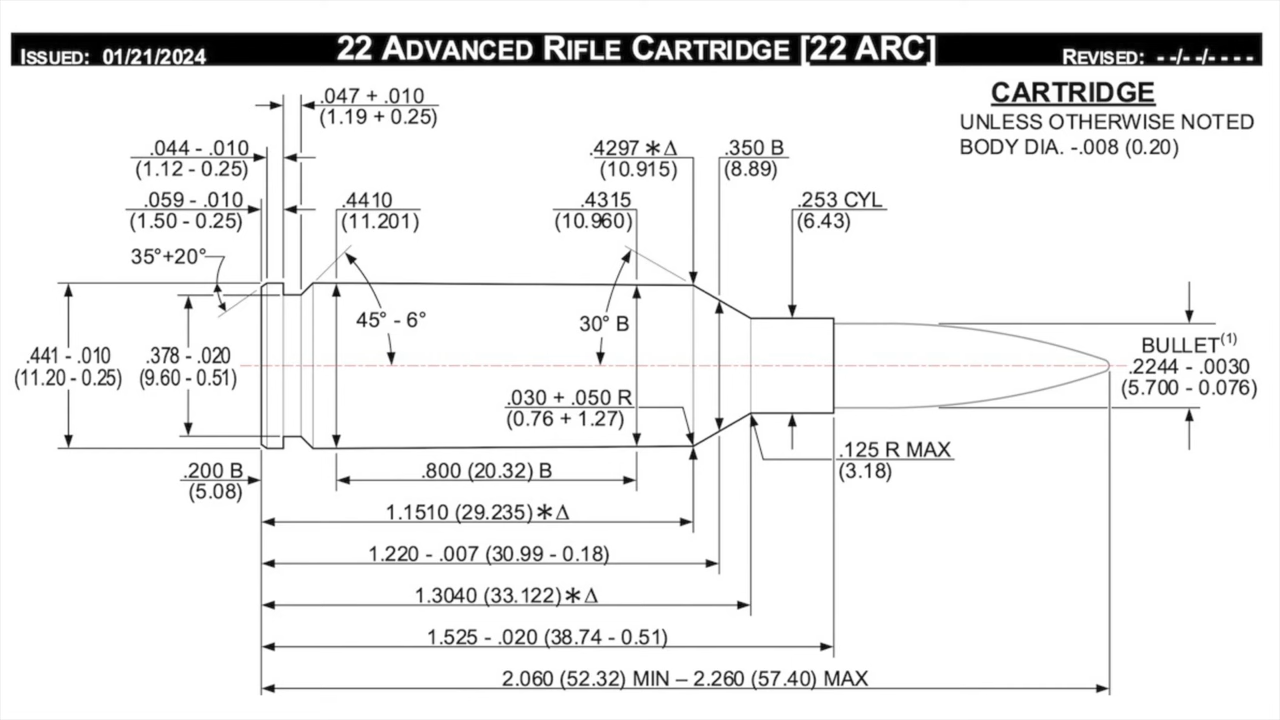 ISSUED: 01/21/2024
22 ADVANCED RIFLE CARTRIDGE [22 ARC]
REVISED: --/--/----
CARTRIDGE
UNLESS OTHERWISE NOTED
BODY DIA. -.008 (0.20)
.047 + .010
(1.19 + 0.25)
.044 - .010
(1.12 - 0.25)
.4297 ∗Δ
(10.915)
.350 B
(8.89)
.059 - .010
(1.50 - 0.25)
.4410
(11.201)
.4315
(10.960)
.253 CYL
(6.43)
35°+20°
45° - 6°
30° B
.441 - .010
(11.20 - 0.25)
.378 - .020
(9.60 - 0.51)
BULLET(1)
.2244 - .0030
(5.700 - 0.076)
.030 + .050 R
(0.76 + 1.27)
.125 R MAX
(3.18)
.200 B
(5.08)
.800 (20.32) B
1.1510 (29.235)∗Δ
1.220 - .007 (30.99 - 0.18)
1.3040 (33.122)∗Δ
1.525 - .020 (38.74 - 0.51)
2.060 (52.32) MIN – 2.260 (57.40) MAX